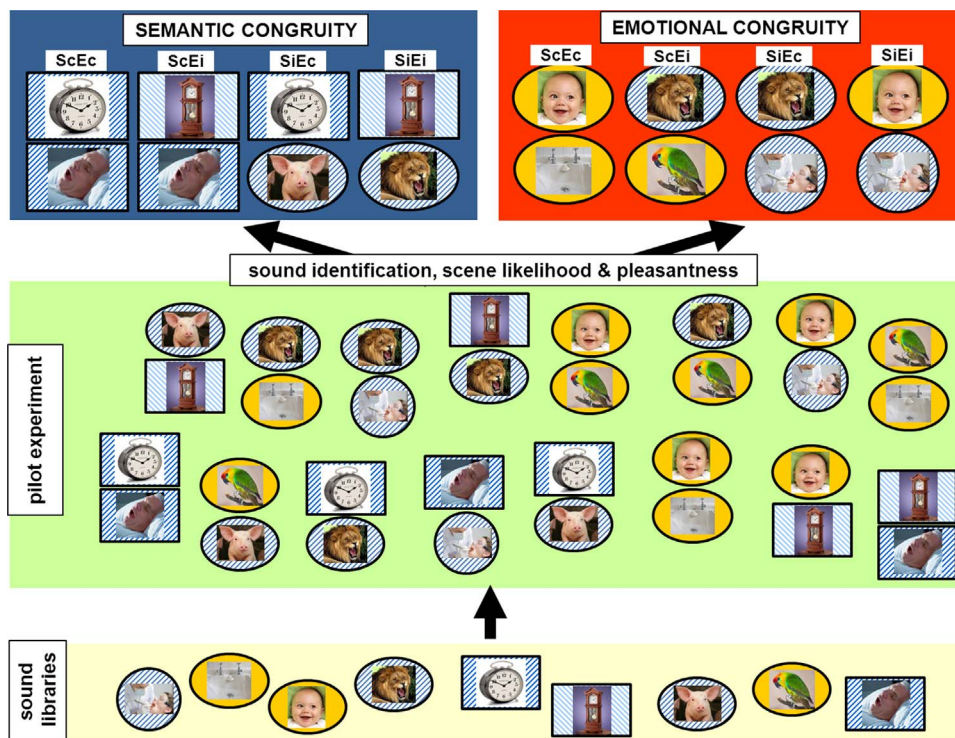 SEMANTIC CONGRUITY
EMOTIONAL CONGRUITY
ScEc
ScEi
SiEc
SiEi
ScEc
ScEi
SiEc
SiEi
sound identification, scene likelihood & pleasantness
pilot experiment
sound
libraries